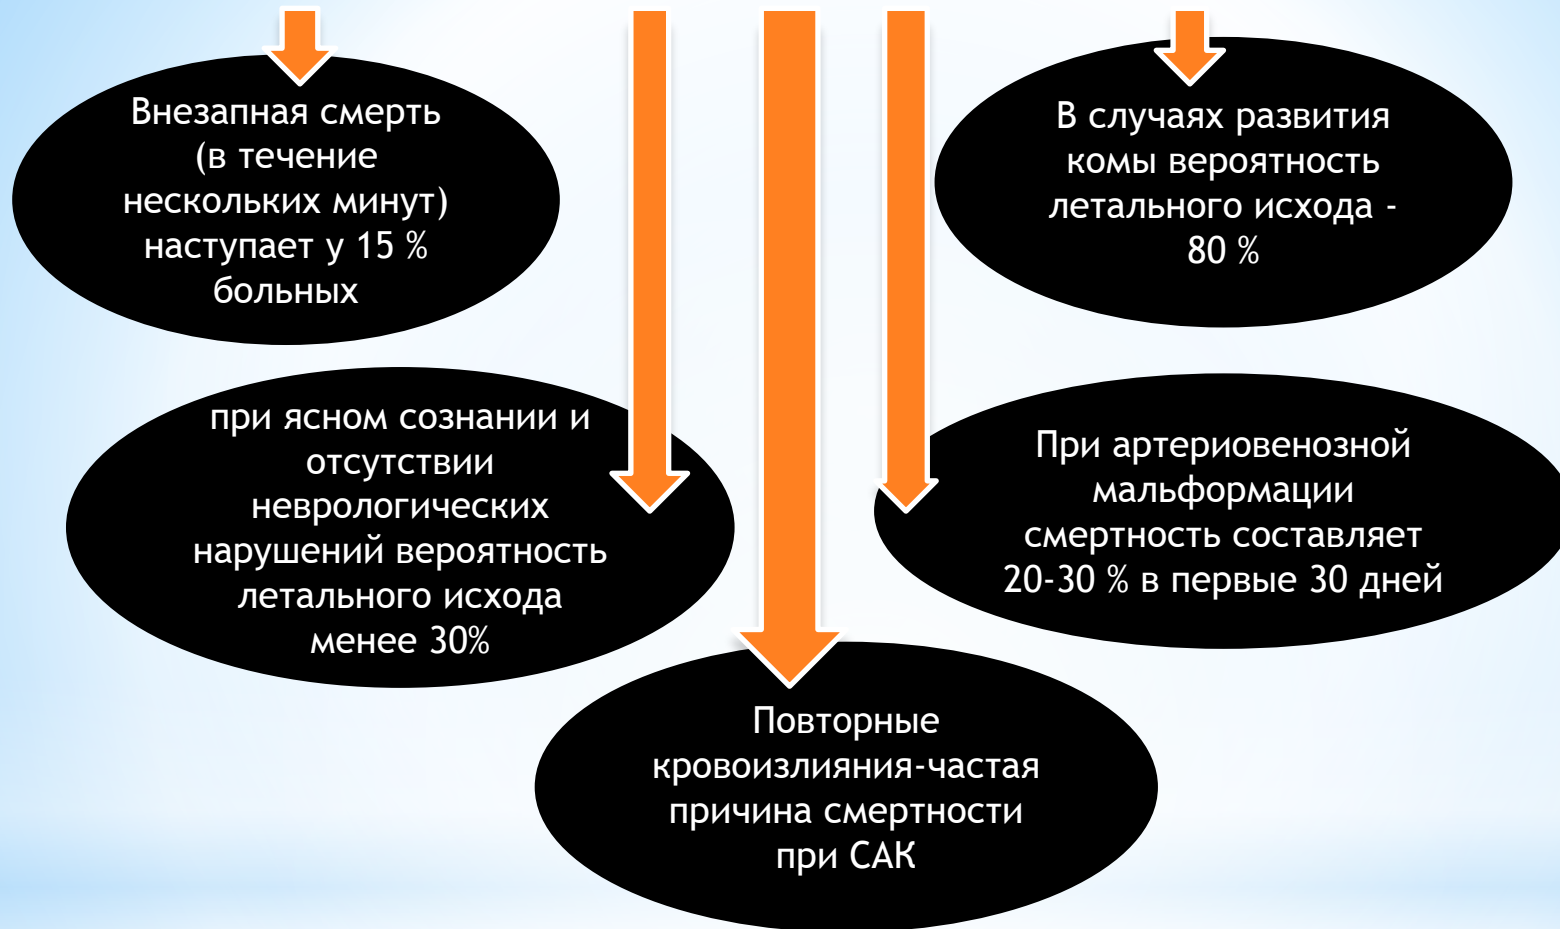 Внезапная смерть
(в течение
нескольких минут)
наступает у 15 %
больных
В случаях развития
комы вероятность
летального исхода -
80 %
при ясном сознании и
отсутствии
неврологических
нарушений вероятность
летального исхода
менее 30%
При артериовенозной
мальформации
смертность составляет
20-30 % в первые 30 дней
Повторные
кровоизлияния-частая
причина смертности
при САК